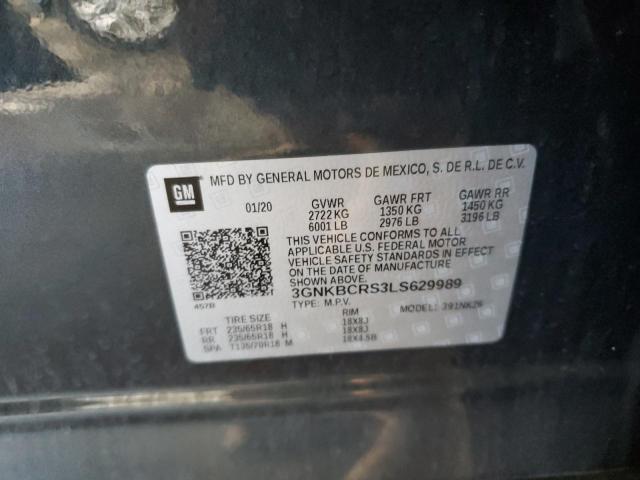 GM
MFD BY GENERAL MOTORS DE MEXICO, S. DE R.L. DE C.V.
01/20 GVWR GAWR FRT GAWR RR
2722 KG 1350 KG 1450 KG
6001 LB 2976 LB 3196 LB
THIS VEHICLE CONFORMS TO ALL
APPLICABLE U.S. FEDERAL MOTOR
VEHICLE SAFETY STANDARDS IN EFFECT
ON THE DATE OF MANUFACTURE
3GNKBCRS3LS629989
457B TYPE: M.P.V. MODEL: 391NK26
TIRE SIZE RIM
FRT 235/65R18 H 18X8J
RR 235/65R18 H 18X8J
SPA T135/70R18 M 18X4.5B